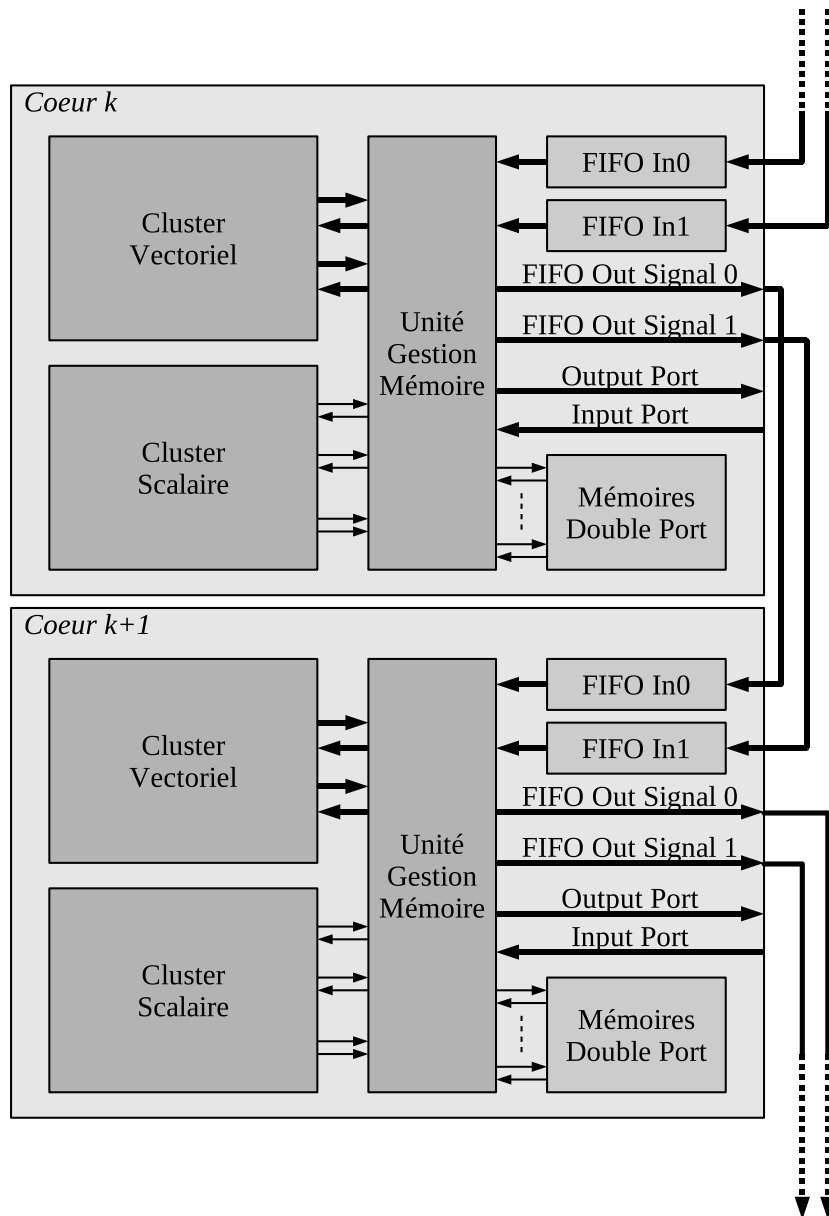 Coeur k
Cluster
Vectoriel
Cluster
Scalaire
Unité
Gestion
Mémoire
FIFO In0
FIFO In1
FIFO Out Signal 0
FIFO Out Signal 1
Output Port
Input Port
Mémoires
Double Port
Coeur k+1
Cluster
Vectoriel
Cluster
Scalaire
Unité
Gestion
Mémoire
FIFO In0
FIFO In1
FIFO Out Signal 0
FIFO Out Signal 1
Output Port
Input Port
Mémoires
Double Port